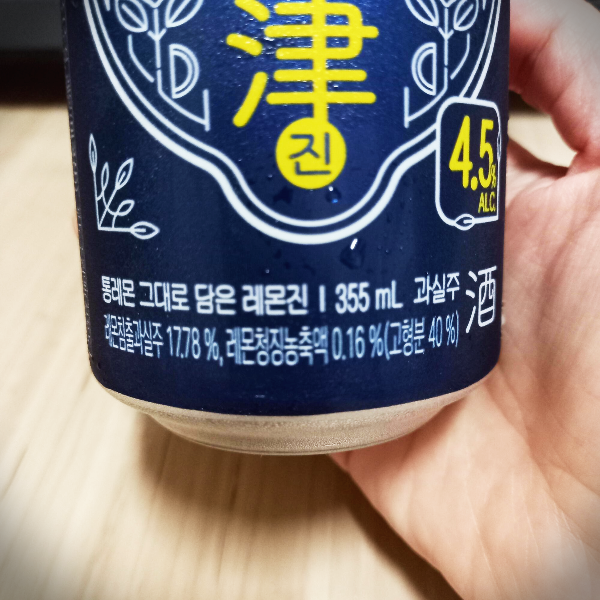 津
진
4.5%
ALC.
통레몬 그대로 담은 레몬진 | 355 mL 과실주
레몬침출과실주 17.78 %, 레몬청징농축액 0.16 %(고형분 40 %)
酒